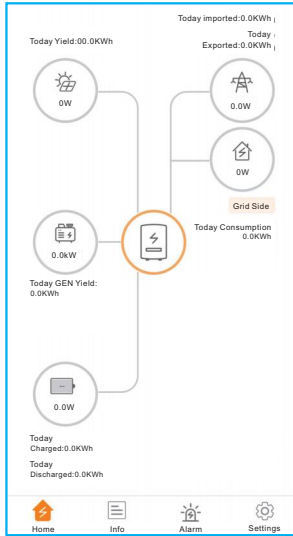 Today imported:0.0KWh
Today
Exported:0.0KWh
Today Yield:00.0KWh
0W
0.0W
0W
Grid Side
Today Consumption
0.0KWh
0.0kW
Today GEN Yield:
0.0KWh
--
0.0W
Today
Charged:0.0KWh
Today
Discharged:0.0KWh
Home
Info
Alarm
Settings